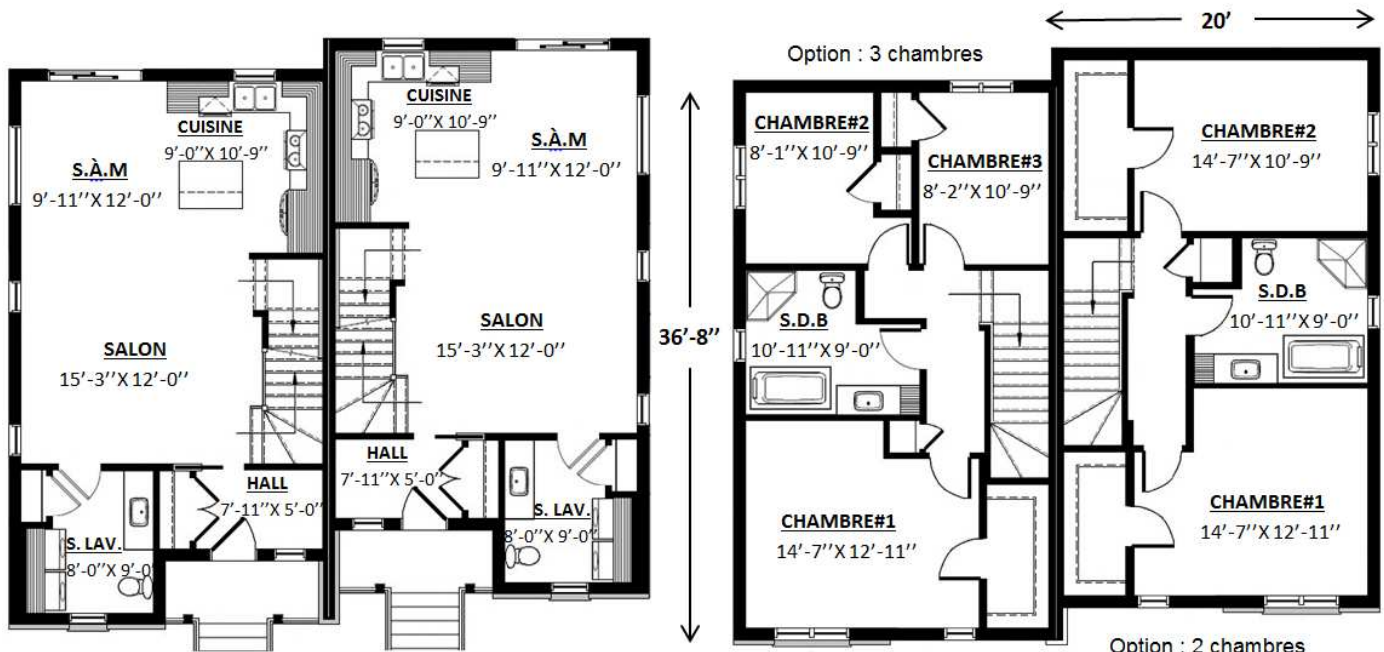 CUISINE
9'-0''X 10'-9''
S.À.M
9'-11''X 12'-0''
SALON
15'-3''X 12'-0''
HALL
7'-11''X 5'-0''
S. LAV.
8'-0''X 9'-0
CUISINE
9'-0''X 10'-9''
S.À.M
9'-11''X 12'-0''
SALON
15'-3''X 12'-0''
HALL
7'-11''X 5'-0''
S. LAV.
8'-0''X 9'-0''
36'-8''
Option : 3 chambres
CHAMBRE#2
8'-1''X 10'-9''
CHAMBRE#3
8'-2''X 10'-9''
S.D.B
10'-11''X 9'-0''
CHAMBRE#1
14'-7''X 12'-11''
20'
CHAMBRE#2
14'-7''X 10'-9''
S.D.B
10'-11''X 9'-0''
CHAMBRE#1
14'-7''X 12'-11''
Option : 2 chambres